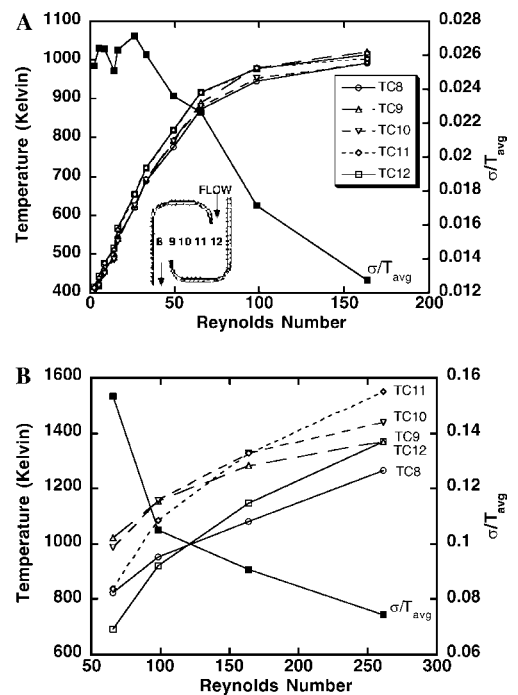 A
1100
1000
900
800
700
600
500
400
Temperature (Kelvin)
0.028
0.026
0.024
0.022
0.02
0.018
0.016
0.014
0.012
σ/Tavg
TC8
TC9
TC10
TC11
TC12
FLOW
8 9 10 11 12
σ/Tavg
0 50 100 150 200
Reynolds Number
B
1600
1400
1200
1000
800
600
Temperature (Kelvin)
0.16
0.14
0.12
0.1
0.08
0.06
σ/Tavg
TC11
TC10
TC9
TC12
TC8
σ/Tavg
50 100 150 200 250 300
Reynolds Number